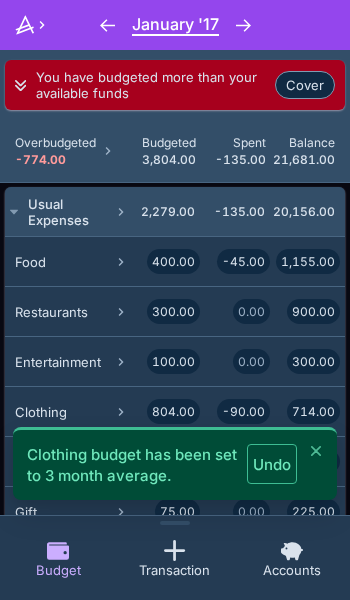 January '17
You have budgeted more than your
available funds
Cover
Overbudgeted Budgeted Spent Balance
-774.00 3,804.00 -135.00 21,681.00
Usual
Expenses 2,279.00 -135.00 20,156.00
Food 400.00 -45.00 1,155.00
Restaurants 300.00 0.00 900.00
Entertainment 100.00 0.00 300.00
Clothing 804.00 -90.00 714.00
Clothing budget has been set
to 3 month average.
Undo
Gift 75.00 0.00 225.00
Budget Transaction Accounts